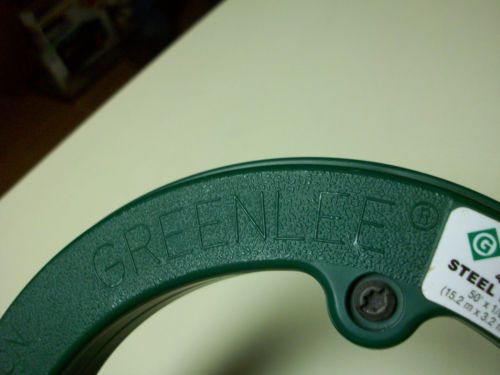 GREENLEE®
G
STEEL
50' x 1/
(15.2 m x 3.2